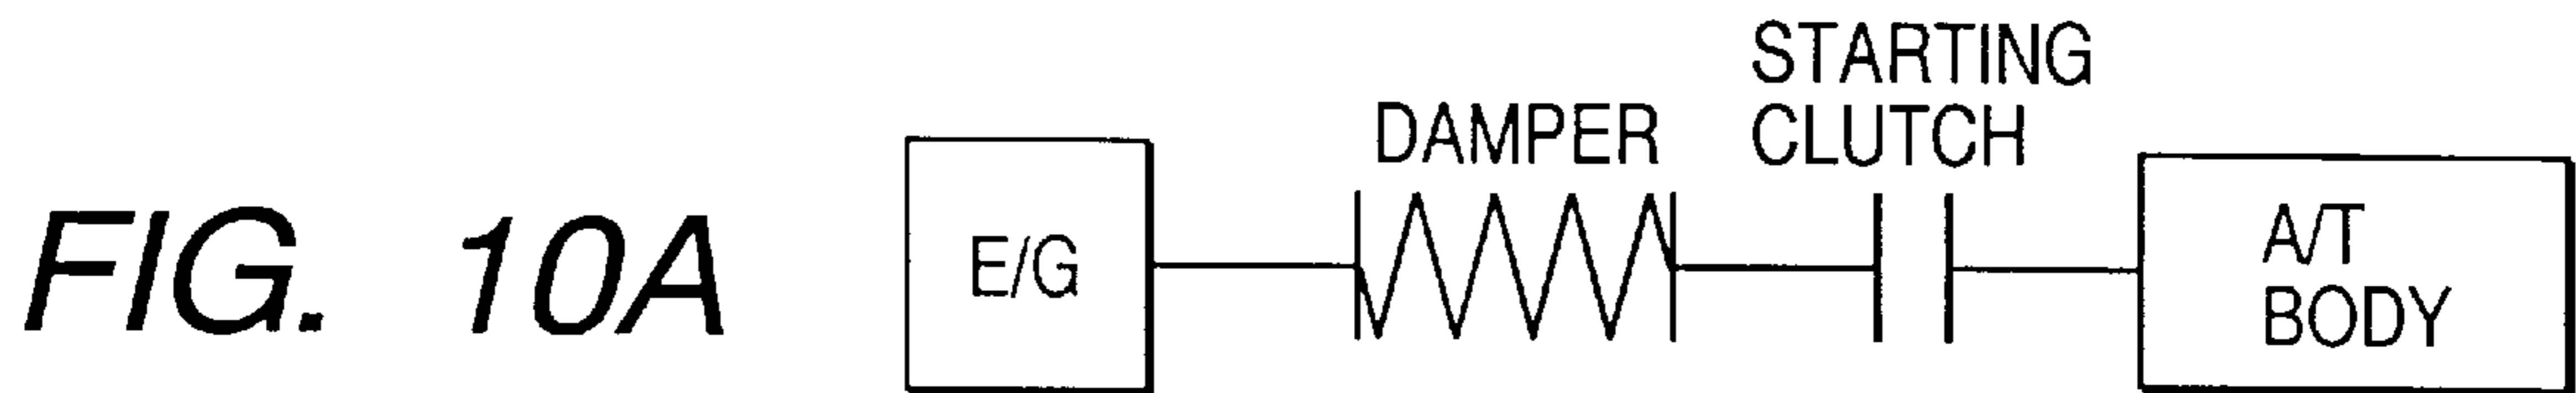 FIG. 10A
E/G
DAMPER
STARTING
CLUTCH
A/T
BODY